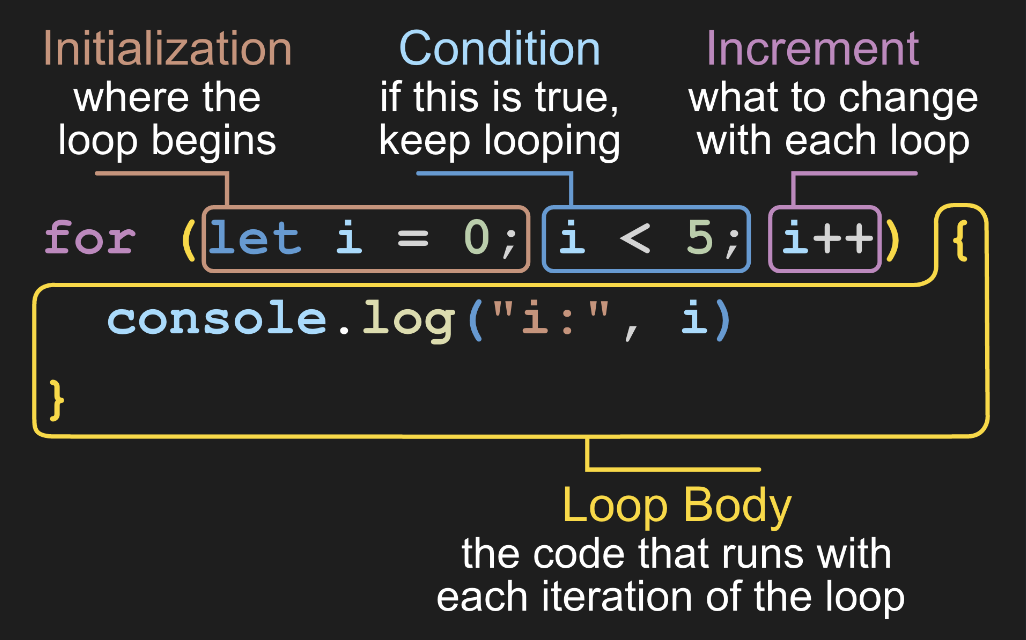 Initialization Condition Increment
where the if this is true, what to change
loop begins keep looping with each loop
for (let i = 0; i < 5; i++) {
console.log("i:", i)
}
Loop Body
the code that runs with
each iteration of the loop